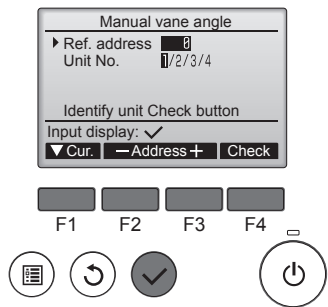 Manual vane angle
Ref. address 0
Unit No. 1/2/3/4
Identify unit Check button
Input display: ✓
▼ Cur. − Address + Check
F1 F2 F3 F4